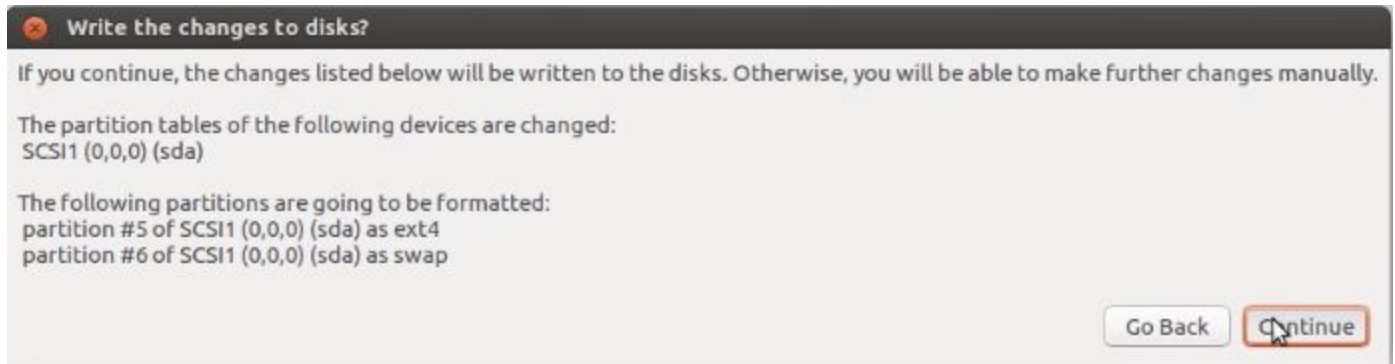 Write the changes to disks?
If you continue, the changes listed below will be written to the disks. Otherwise, you will be able to make further changes manually.
The partition tables of the following devices are changed:
SCSI1 (0,0,0) (sda)
The following partitions are going to be formatted:
partition #5 of SCSI1 (0,0,0) (sda) as ext4
partition #6 of SCSI1 (0,0,0) (sda) as swap
Go Back Continue